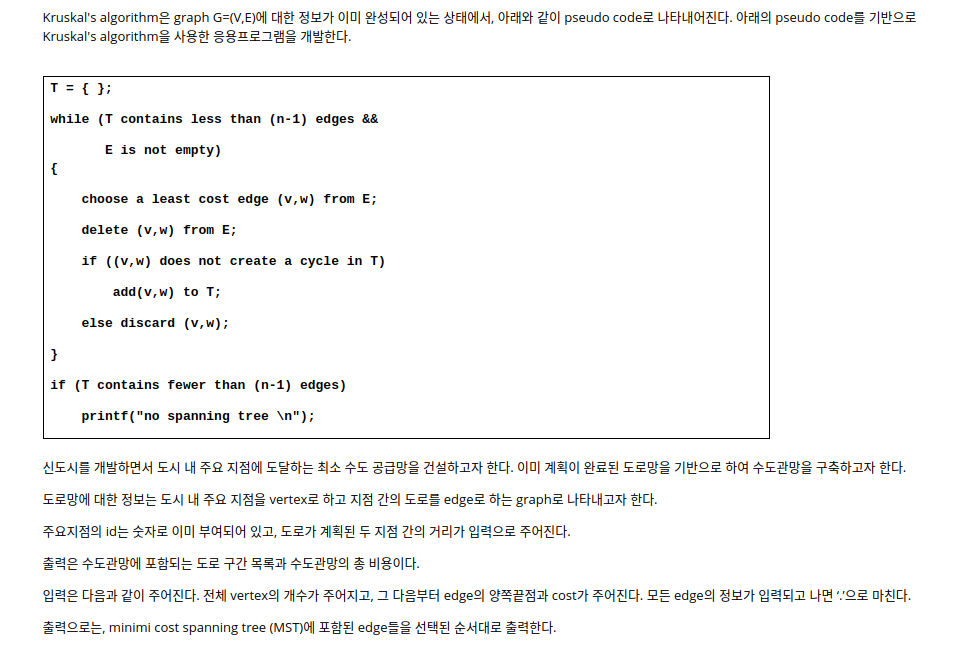 Kruskal's algorithm은 graph G=(V,E)에 대한 정보가 이미 완성되어 있는 상태에서, 아래와 같이 pseudo code로 나타내어진다. 아래의 pseudo code를 기반으로
Kruskal's algorithm을 사용한 응용프로그램을 개발한다.
T = { };
while (T contains less than (n-1) edges &&
E is not empty)
{
choose a least cost edge (v,w) from E;
delete (v,w) from E;
if ((v,w) does not create a cycle in T)
add(v,w) to T;
else discard (v,w);
}
if (T contains fewer than (n-1) edges)
printf("no spanning tree \n");
신도시를 개발하면서 도시 내 주요 지점에 도달하는 최소 수도 공급망을 건설하고자 한다. 이미 계획이 완료된 도로망을 기반으로 하여 수도관망을 구축하고자 한다.
도로망에 대한 정보는 도시 내 주요 지점을 vertex로 하고 지점 간의 도로를 edge로 하는 graph로 나타내고자 한다.
주요지점의 id는 숫자로 이미 부여되어 있고, 도로가 계획된 두 지점 간의 거리가 입력으로 주어진다.
출력은 수도관망에 포함되는 도로 구간 목록과 수도관망의 총 비용이다.
입력은 다음과 같이 주어진다. 전체 vertex의 개수가 주어지고, 그 다음부터 edge의 양쪽끝점과 cost가 주어진다. 모든 edge의 정보가 입력되고 나면 ‘.’으로 마친다.
출력으로는, minimi cost spanning tree (MST)에 포함된 edge들을 선택된 순서대로 출력한다.